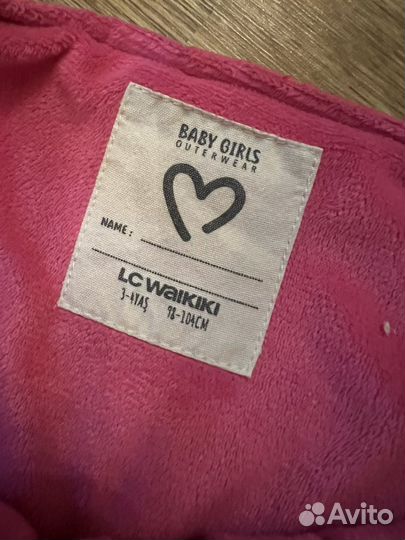 BABY GIRLS
OUTERWEAR
NAME:
LC WAIKIKI
3-4YAŞ 98-104CM
Avito